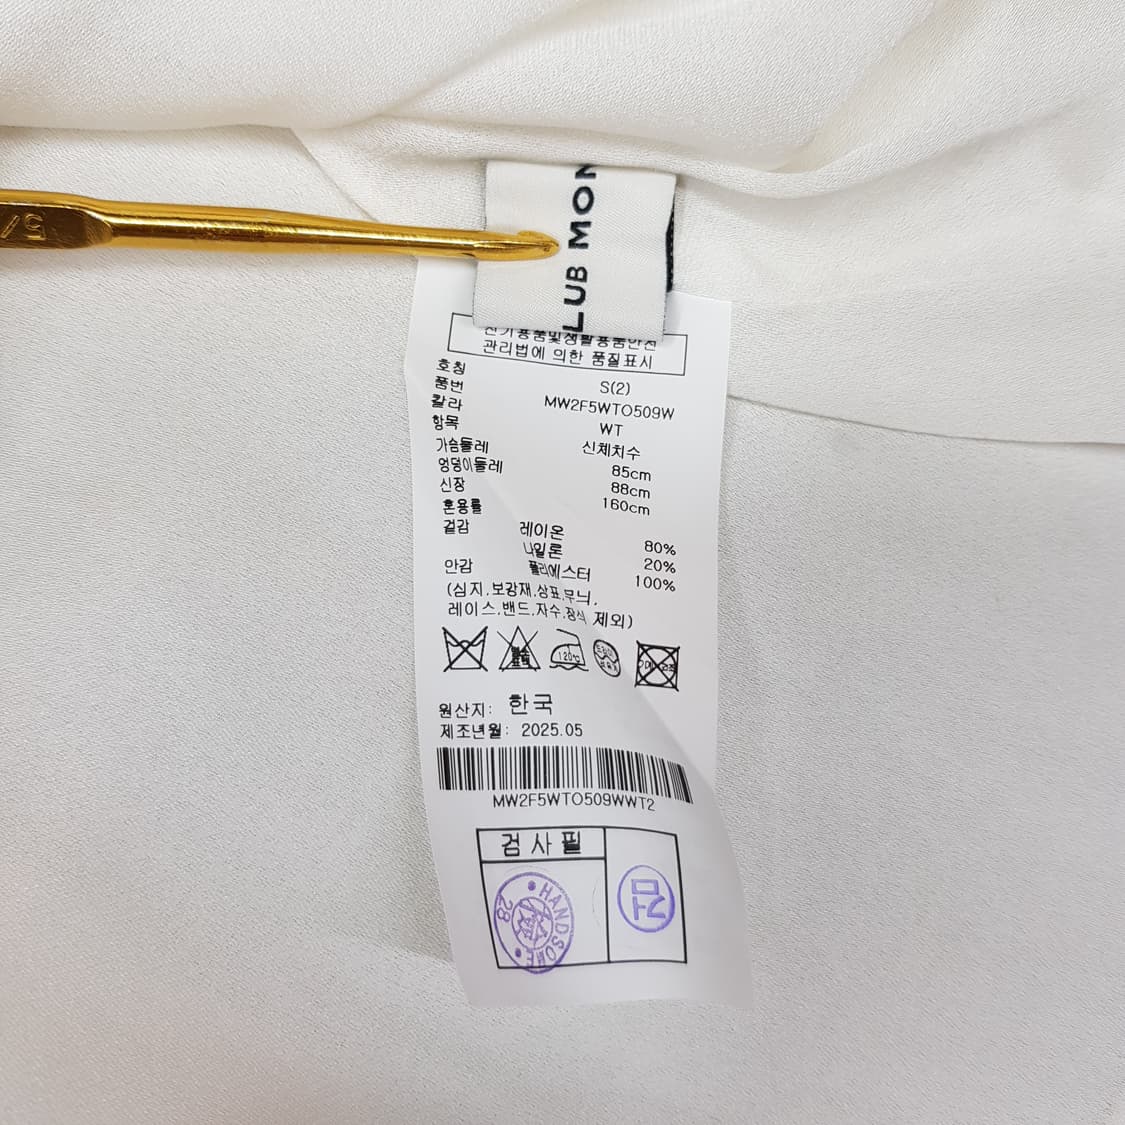 LUB MON
전기용품및생활용품안전
관리법에 의한 품질표시
호칭 S(2)
품번 MW2F5WTO509W
칼라 WT
항목 신체치수
가슴둘레 85cm
엉덩이둘레 88cm
신장 160cm
혼용률
겉감 레이온 80%
나일론 20%
안감 폴리에스터 100%
(심지,보강재,상표,무늬,
레이스,밴드,자수,장식 제외)
120℃
원산지: 한국
제조년월: 2025.05
MW2F5WTO509WWT2
검사필
HANDSOME
28
검
5/